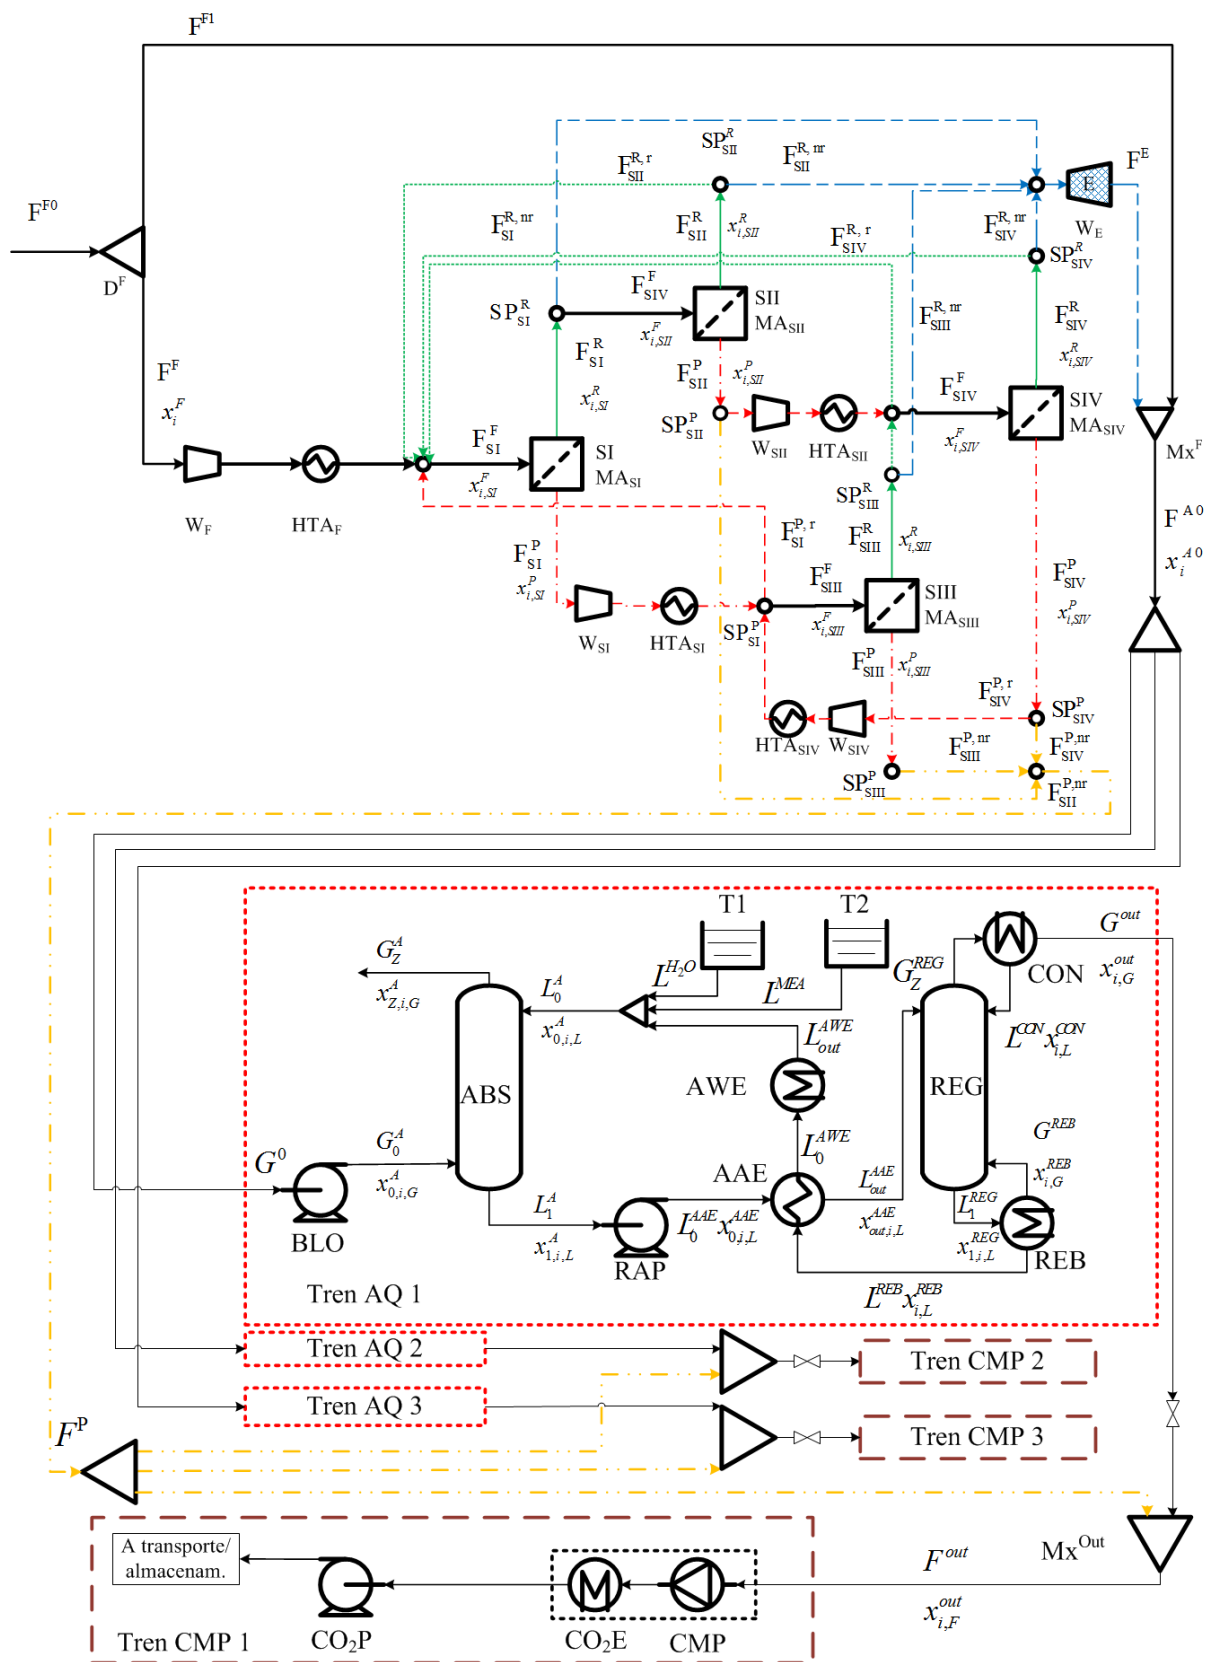 F^F1
SP_SII^R
F_SII^R, r
F_SII^R, nr
F^E
E
W_E
F^F0
D^F
F_SI^R, nr
F_SII^R
x_i,SII^R
F_SIV^R, r
F_SIV^R, nr
SP_SIV^R
F_SIV^F
SII
MA_SII
SP_SI^R
x_i,SII^F
F_SIII^R, nr
F_SIV^R
x_i,SIV^R
F^F
x_i^F
F_SI^R
x_i,SI^R
F_SII^P
x_i,SII^P
F_SIV^F
SIV
MA_SIV
SP_SII^P
W_SII
HTA_SII
x_i,SIV^F
Mx^F
F_SI^F
SI
MA_SI
x_i,SI^F
W_F
HTA_F
SP_SIII^R
F_SI^P
x_i,SI^P
F_SI^P, r
F_SIII^R
x_i,SIII^R
F^A0
x_i^A0
F_SIII^F
SIII
MA_SIII
F_SIV^P
x_i,SIV^P
W_SI
HTA_SI
SP_SI^P
x_i,SIII^F
F_SIII^P
x_i,SIII^P
F_SIV^P, r
SP_SIV^P
HTA_SIV
W_SIV
F_SIII^P, nr
F_SIV^P,nr
SP_SIII^P
F_SII^P,nr
T1
T2
G^out
G_Z^A
x_Z,i,G^A
L_0^A
x_0,i,L^A
L^H2O
L^MEA
G_Z^REG
CON
x_i,G^out
L_out^AWE
L^CON x_i,L^CON
AWE
ABS
REG
G^0
G_0^A
x_0,i,G^A
L_0^AWE
G^REB
x_i,G^REB
AAE
L_out^AAE
x_out,i,L^AAE
L_1^A
x_1,i,L^A
L_0^AAE x_0,i,L^AAE
L_1^REG
x_1,i,L^REG
BLO
RAP
REB
L^REB x_i,L^REB
Tren AQ 1
Tren AQ 2
Tren CMP 2
Tren AQ 3
Tren CMP 3
F^P
A transporte/
almacenam.
F^out
x_i,F^out
Mx^Out
Tren CMP 1
CO₂P
CO₂E
CMP